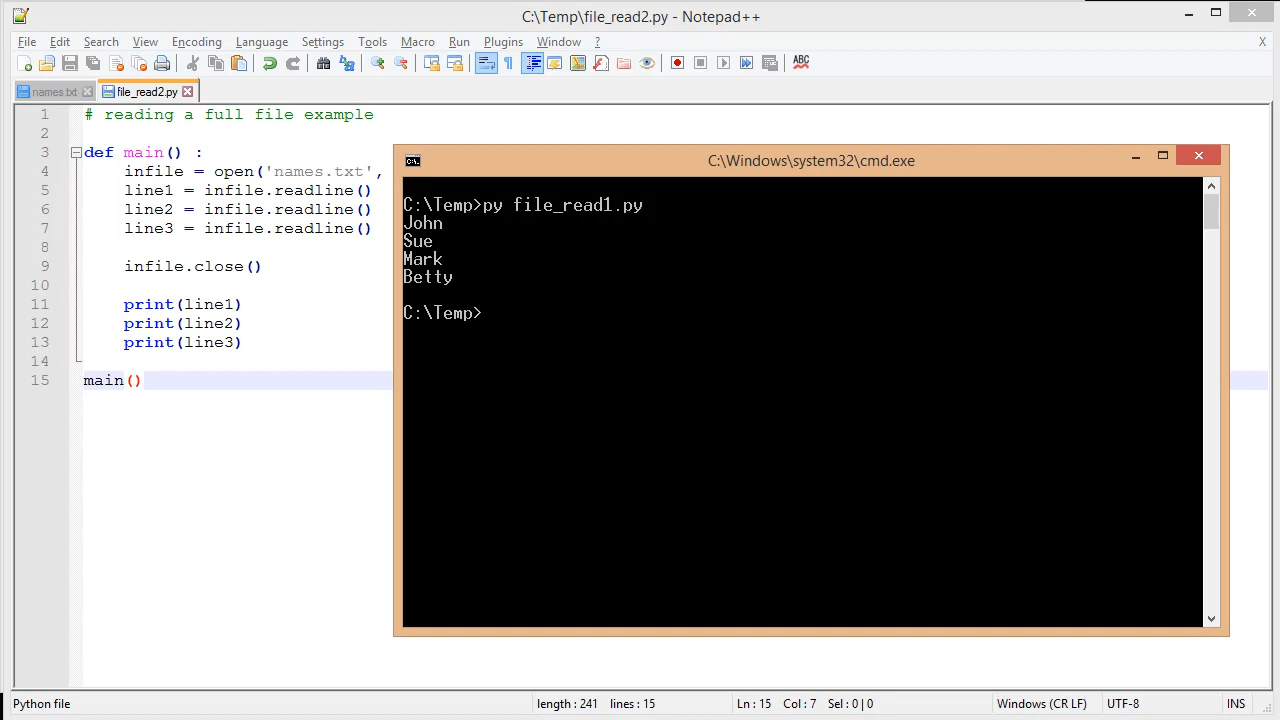 C:\Temp\file_read2.py - Notepad++
File Edit Search View Encoding Language Settings Tools Macro Run Plugins Window ? X
ABC
names.txt file_read2.py
1 # reading a full file example
2
3 def main() :
4 infile = open('names.txt',
5 line1 = infile.readline()
6 line2 = infile.readline()
7 line3 = infile.readline()
8
9 infile.close()
10
11 print(line1)
12 print(line2)
13 print(line3)
14
15 main()
C:\Windows\system32\cmd.exe
C:\Temp>py file_read1.py
John
Sue
Mark
Betty
C:\Temp>
Python file length : 241 lines : 15 Ln : 15 Col : 7 Sel : 0 | 0 Windows (CR LF) UTF-8 INS